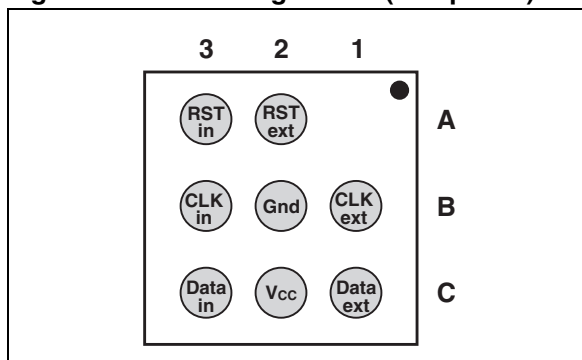 3 2 1
RST in RST ext A
CLK in Gnd CLK ext B
Data in Vcc Data ext C